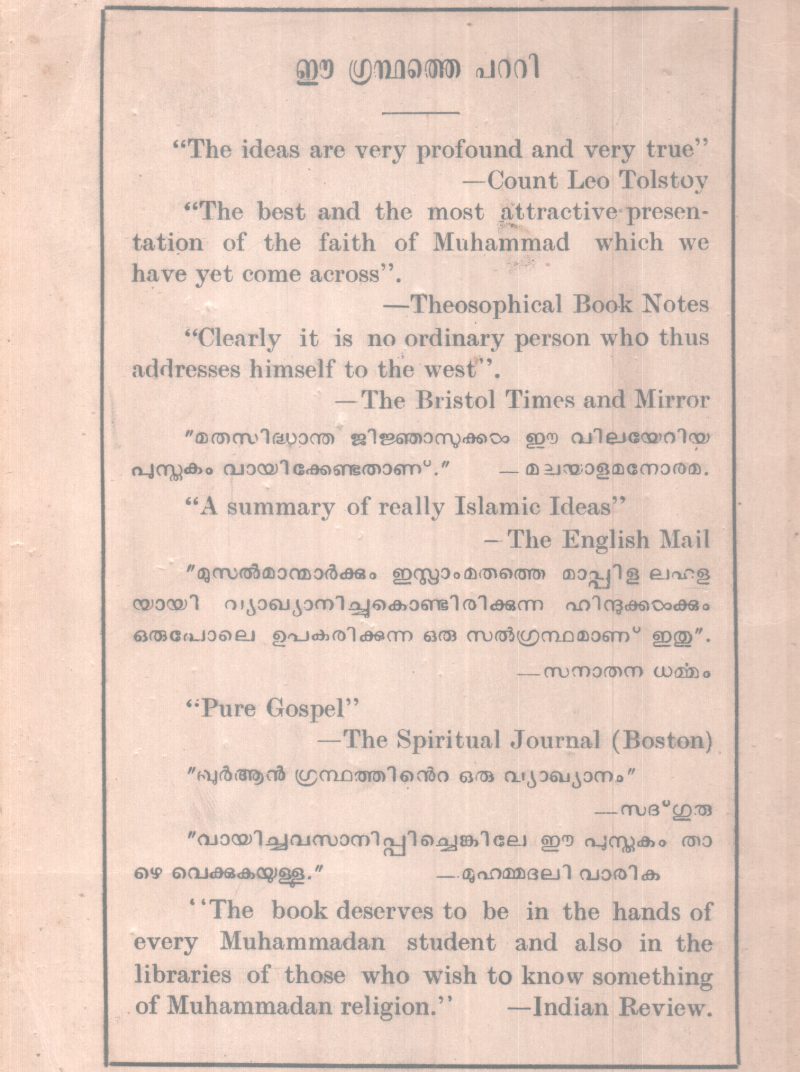 ഈ ഗ്രന്ഥത്തെ പററി
“The ideas are very profound and very true”
—Count Leo Tolstoy
“The best and the most attractive presen-
tation of the faith of Muhammad which we
have yet come across”.
—Theosophical Book Notes
“Clearly it is no ordinary person who thus
addresses himself to the west”.
—The Bristol Times and Mirror
”മതസിദ്ധാന്ത ജിജ്ഞാസുക്കൾ ഈ വിലയേറിയ
പുസ്തകം വായിക്കേണ്ടതാണ്.” —മലയാളമനോരമ.
“A summary of really Islamic Ideas”
– The English Mail
”മുസൽമാന്മാർക്കും ഇസ്ലാംമതത്തെ മാപ്പിള ലഹള
യായി വ്യാഖ്യാനിച്ചുകൊണ്ടിരിക്കുന്ന ഹിന്ദുക്കൾക്കും
ഒരുപോലെ ഉപകരിക്കുന്ന ഒരു സൽഗ്രന്ഥമാണ് ഇതു”.
—സനാതന ധർമ്മം
“Pure Gospel”
—The Spiritual Journal (Boston)
”ഖുർആൻ ഗ്രന്ഥത്തിൻെറ ഒരു വ്യാഖ്യാനം”
—സദ്ഗുരു
”വായിച്ചവസാനിപ്പിച്ചെങ്കിലേ ഈ പുസ്തകം താ
ഴെ വെക്കുകയുള്ളൂ.” —മുഹമ്മദലി വാരിക
‘‘The book deserves to be in the hands of
every Muhammadan student and also in the
libraries of those who wish to know something
of Muhammadan religion.’’ —Indian Review.